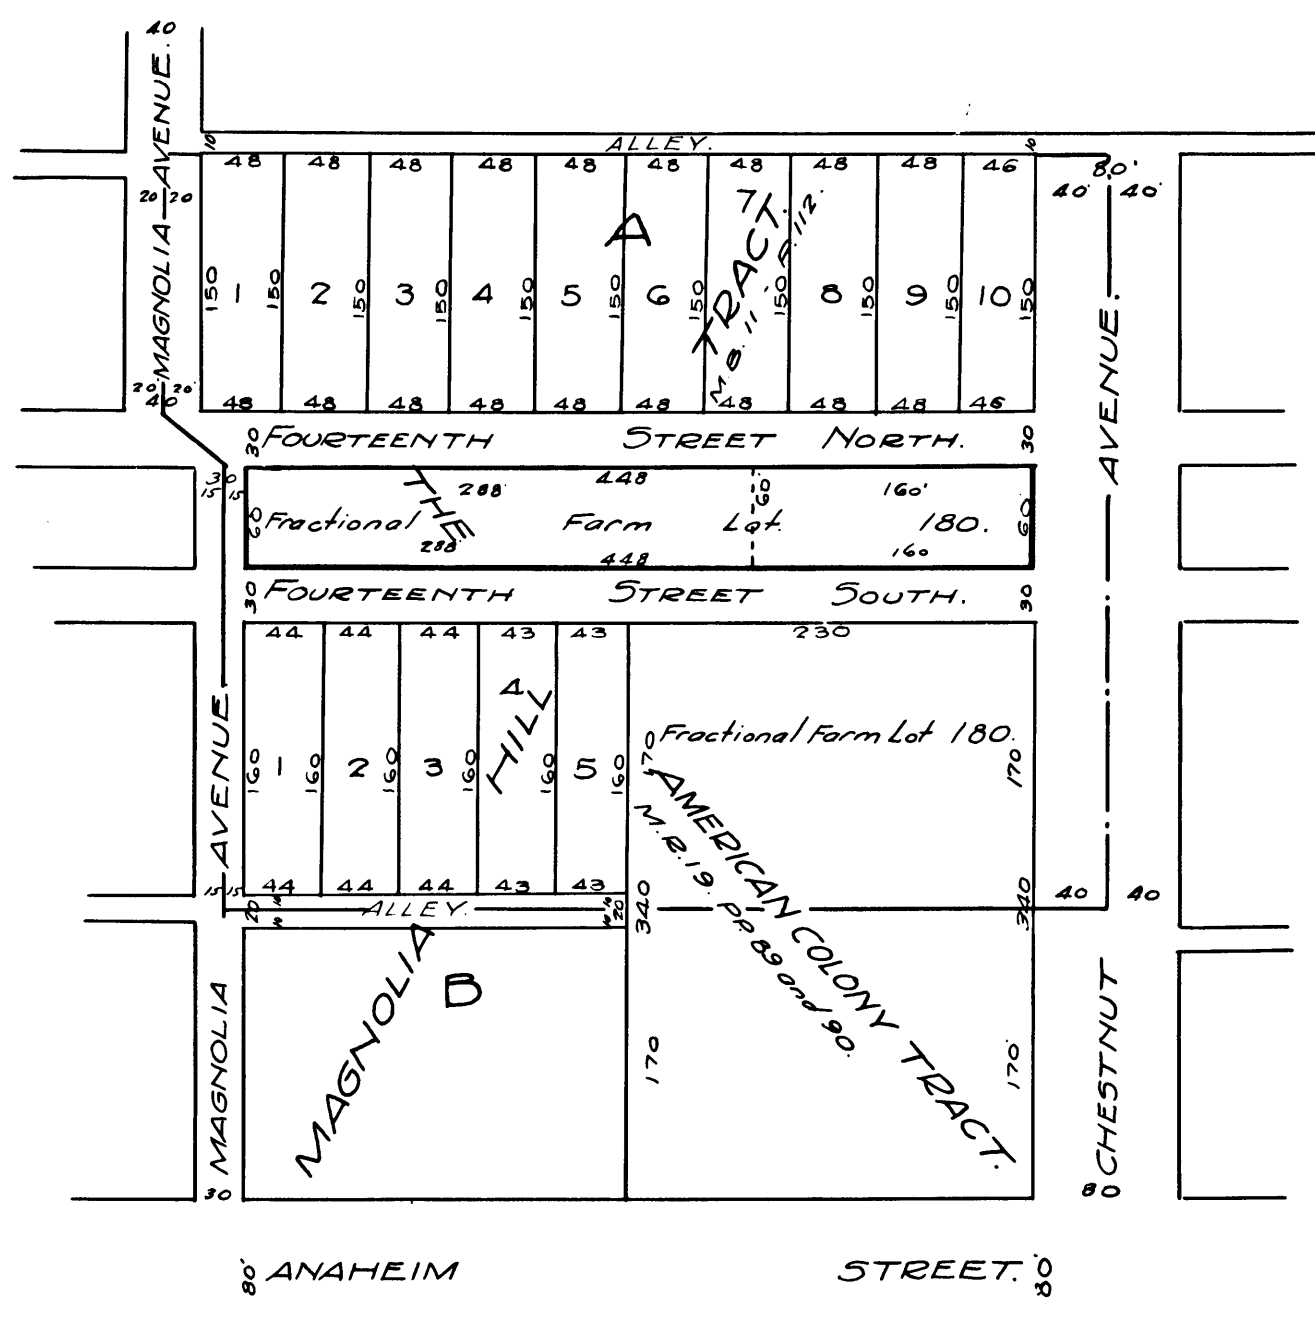 40
MAGNOLIA AVENUE.
10 ALLEY. 10
48 48 48 48 48 48 48 48 48 46
80'
20 20
40' 40'
A
7
TRACT.
M.B. 11 P. 112.
150 1 150 2 150 3 150 4 150 5 150 6 150 150 8 150 9 150 10 150
20' 20'
40
48 48 48 48 48 48 48 48 48 46
30 FOURTEENTH STREET NORTH. 30
30
15 15
THE
288 448 60 160'
60 Fractional Farm Lot. 180. 60
288 448 160
30 FOURTEENTH STREET SOUTH. 30
44 44 44 43 43 230
4
HILL
160 1 160 2 160 3 160 160 5 160
170 Fractional Farm Lot 180. 170
AMERICAN COLONY TRACT.
M.R. 19. PP. 89 and 90.
15 15
44 44 44 43 43
20 10 10 ALLEY. 10 10 20
340 340
40 40
MAGNOLIA
B
170 170'
MAGNOLIA AVENUE
30
CHESTNUT AVENUE.
80
80' ANAHEIM STREET. 80'